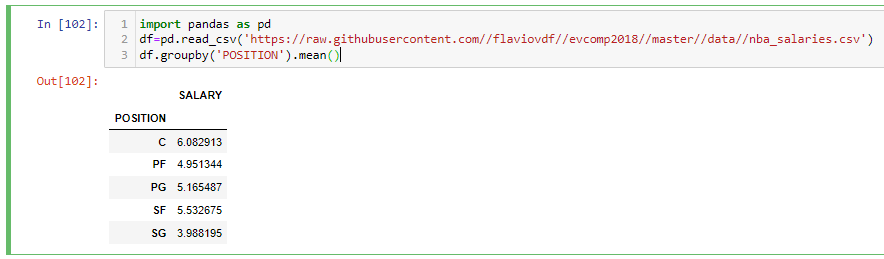 In [102]:
1 import pandas as pd
2 df=pd.read_csv('https://raw.githubusercontent.com//flaviovdf//evcomp2018//master//data//nba_salaries.csv')
3 df.groupby('POSITION').mean()
Out[102]:
SALARY
POSITION
C 6.082913
PF 4.951344
PG 5.165487
SF 5.532675
SG 3.988195